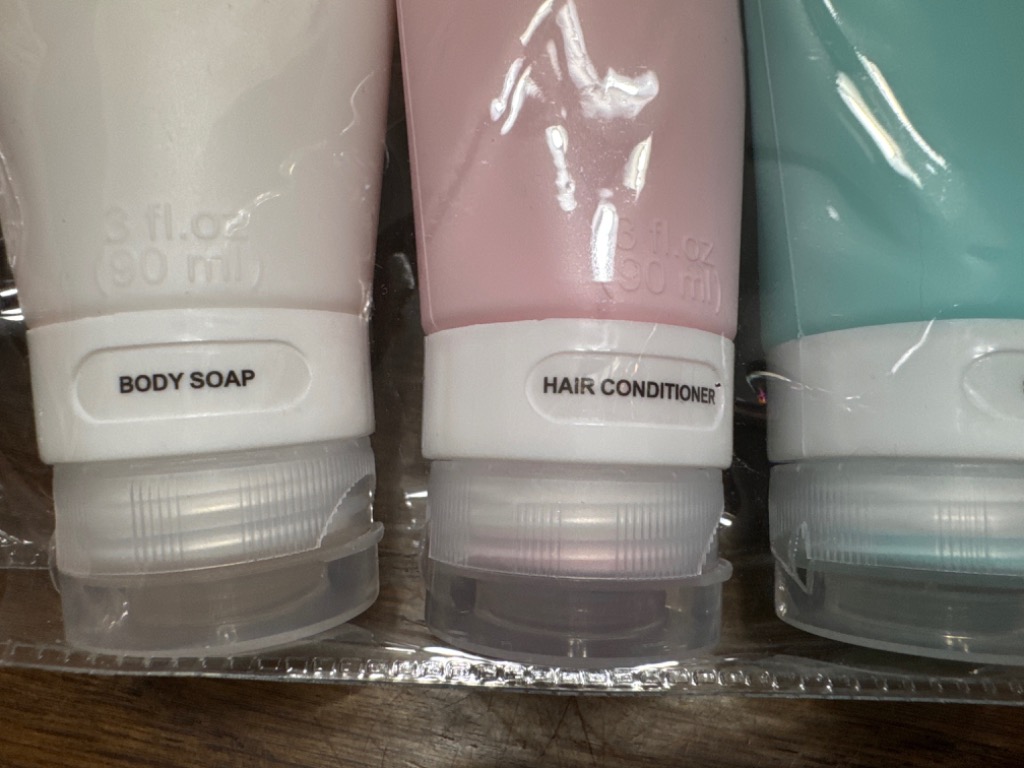 3 fl.oz
(90 ml)
BODY SOAP
3 fl.oz
(90 ml)
HAIR CONDITIONER